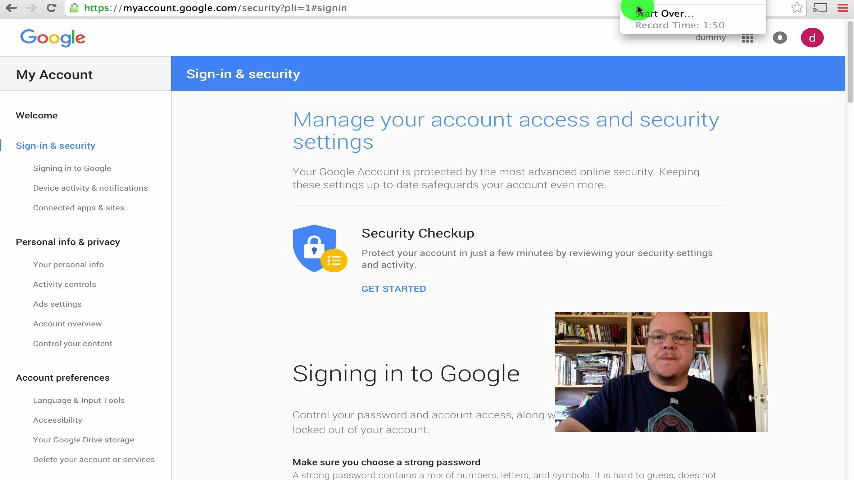 https://myaccount.google.com/security?pli=1#signin
Start Over...
Record Time: 1:50
Google
dummy
d
My Account
Sign-in & security
Welcome
Sign-in & security
Signing in to Google
Device activity & notifications
Connected apps & sites
Personal info & privacy
Your personal info
Activity controls
Ads settings
Account overview
Control your content
Account preferences
Language & Input Tools
Accessibility
Your Google Drive storage
Delete your account or services
Manage your account access and security
settings
Your Google Account is protected by the most advanced online security. Keeping
these settings up-to-date safeguards your account even more.
Security Checkup
Protect your account in just a few minutes by reviewing your security settings
and activity.
GET STARTED
Signing in to Google
Control your password and account access, along
locked out of your account.
Make sure you choose a strong password
A strong password contains a mix of numbers, letters, and symbols. It is hard to guess, does not